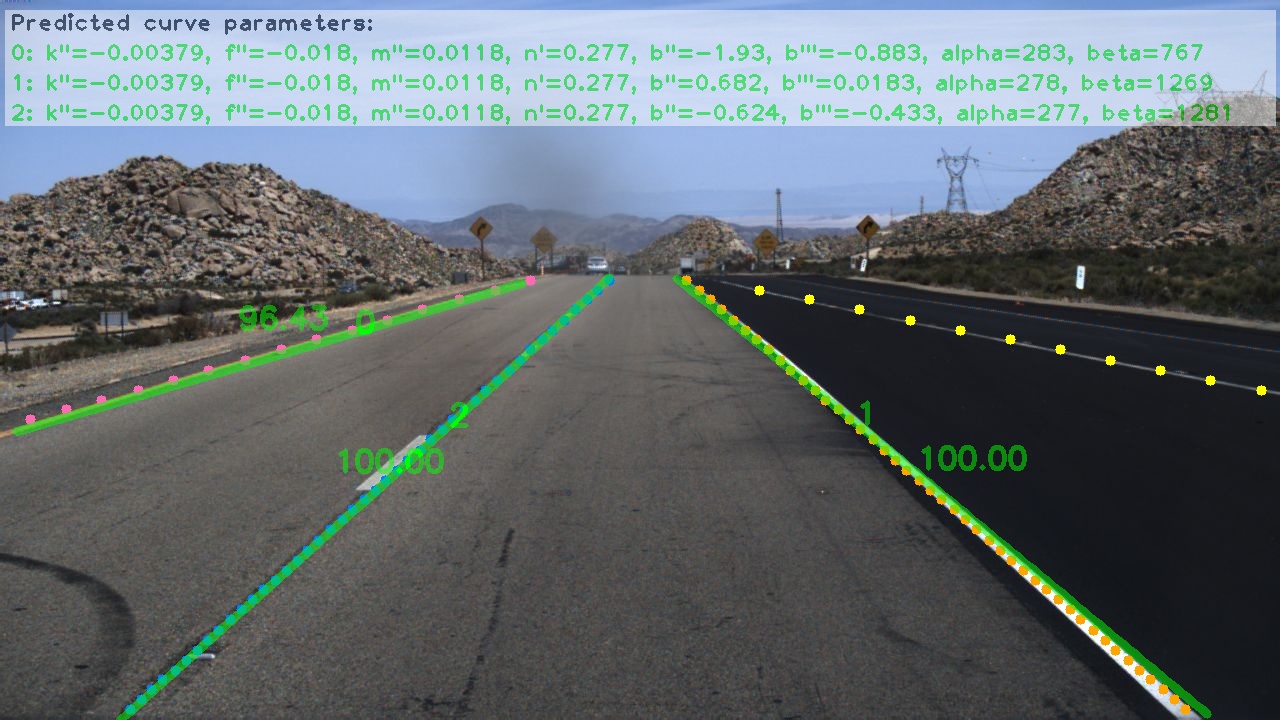 Predicted curve parameters:
0: k''=-0.00379, f''=-0.018, m''=0.0118, n'=0.277, b''=-1.93, b'''=-0.883, alpha=283, beta=767
1: k''=-0.00379, f''=-0.018, m''=0.0118, n'=0.277, b''=0.682, b'''=0.0183, alpha=278, beta=1269
2: k''=-0.00379, f''=-0.018, m''=0.0118, n'=0.277, b''=-0.624, b'''=-0.433, alpha=277, beta=1281
96.43 0
2 1
100.00 100.00